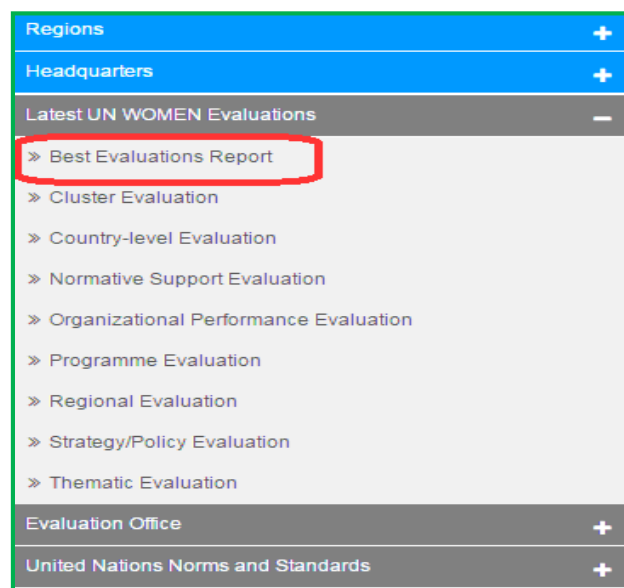 Regions
Headquarters
Latest UN WOMEN Evaluations
» Best Evaluations Report
» Cluster Evaluation
» Country-level Evaluation
» Normative Support Evaluation
» Organizational Performance Evaluation
» Programme Evaluation
» Regional Evaluation
» Strategy/Policy Evaluation
» Thematic Evaluation
Evaluation Office
United Nations Norms and Standards